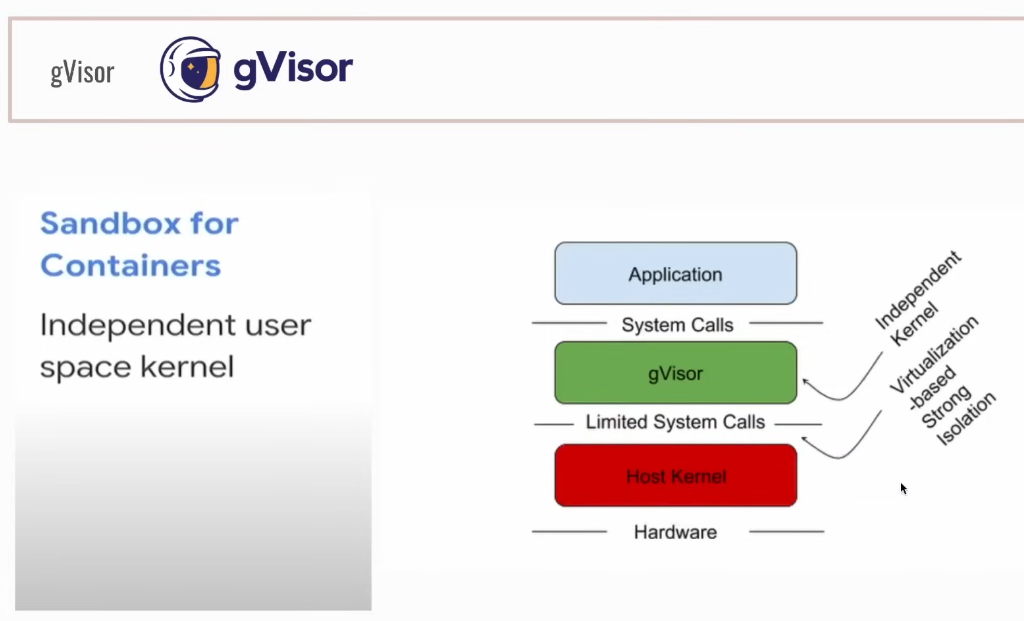 gVisor
gVisor
Sandbox for
Containers
Independent user
space kernel
Application
System Calls
gVisor
Limited System Calls
Host Kernel
Hardware
Independent
Kernel
Virtualization
-based
Strong
Isolation